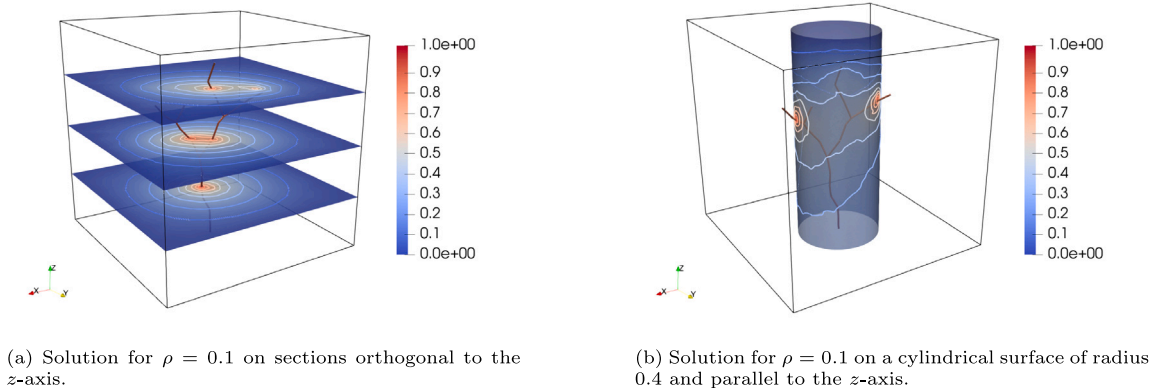 1.0e+00
0.9
0.8
0.7
0.6
0.5
0.4
0.3
0.2
0.1
0.0e+00
Z
X
Y
(a) Solution for ρ = 0.1 on sections orthogonal to the
z-axis.
1.0e+00
0.9
0.8
0.7
0.6
0.5
0.4
0.3
0.2
0.1
0.0e+00
Z
X
Y
(b) Solution for ρ = 0.1 on a cylindrical surface of radius
0.4 and parallel to the z-axis.